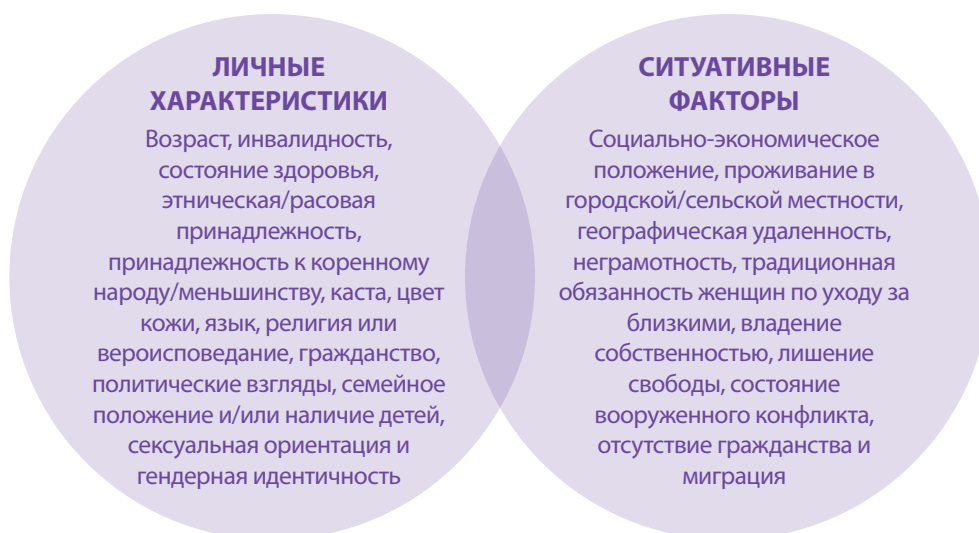 ЛИЧНЫЕ
ХАРАКТЕРИСТИКИ
Возраст, инвалидность,
состояние здоровья,
этническая/расовая
принадлежность,
принадлежность к коренному
народу/меньшинству, каста, цвет
кожи, язык, религия или
вероисповедание, гражданство,
политические взгляды, семейное
положение и/или наличие детей,
сексуальная ориентация и
гендерная идентичность
СИТУАТИВНЫЕ
ФАКТОРЫ
Социально-экономическое
положение, проживание в
городской/сельской местности,
географическая удаленность,
неграмотность, традиционная
обязанность женщин по уходу за
близкими, владение
собственностью, лишение
свободы, состояние
вооруженного конфликта,
отсутствие гражданства и
миграция